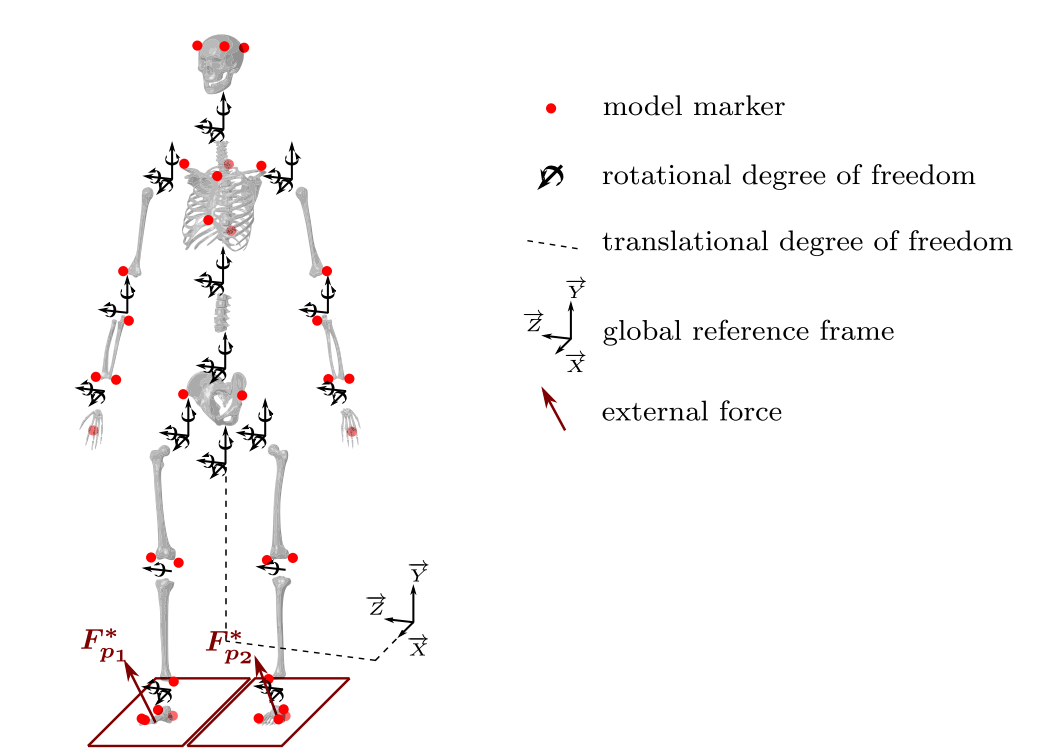 model marker
rotational degree of freedom
translational degree of freedom
Y
Z
X
global reference frame
external force
Y
Z
X
F*p1
F*p2